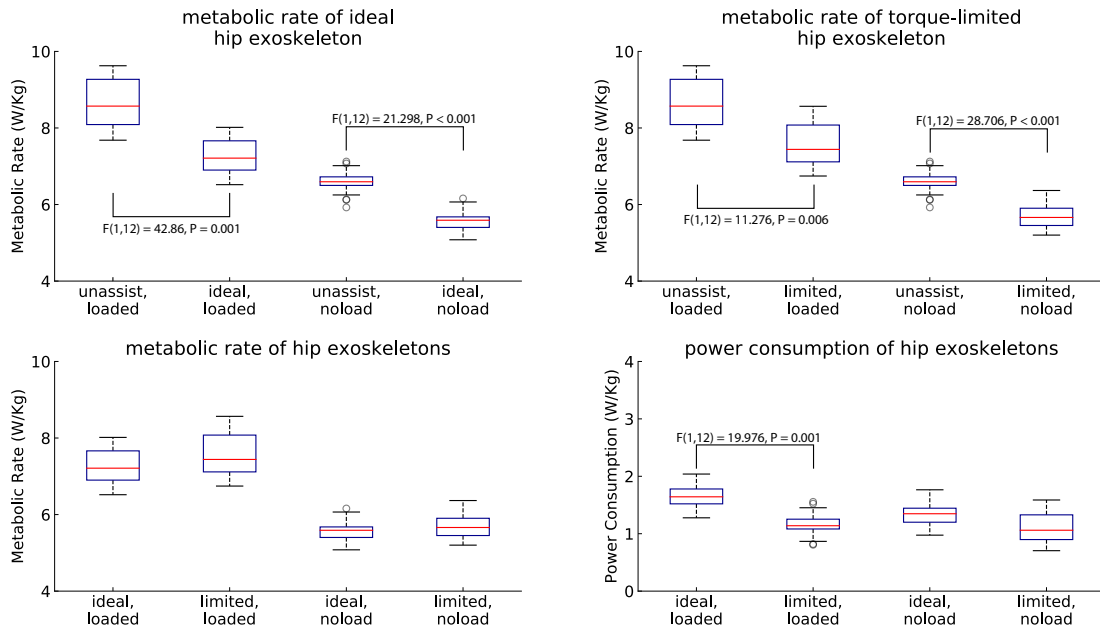 metabolic rate of ideal
hip exoskeleton
Metabolic Rate (W/Kg)
10
8
6
4
F(1,12) = 21.298, P < 0.001
F(1,12) = 42.86, P = 0.001
unassist, loaded
ideal, loaded
unassist, noload
ideal, noload
metabolic rate of torque-limited
hip exoskeleton
Metabolic Rate (W/Kg)
10
8
6
4
F(1,12) = 28.706, P < 0.001
F(1,12) = 11.276, P = 0.006
unassist, loaded
limited, loaded
unassist, noload
limited, noload
metabolic rate of hip exoskeletons
Metabolic Rate (W/Kg)
10
8
6
4
ideal, loaded
limited, loaded
ideal, noload
limited, noload
power consumption of hip exoskeletons
Power Consumption (W/Kg)
4
3
2
1
0
F(1,12) = 19.976, P = 0.001
ideal, loaded
limited, loaded
ideal, noload
limited, noload